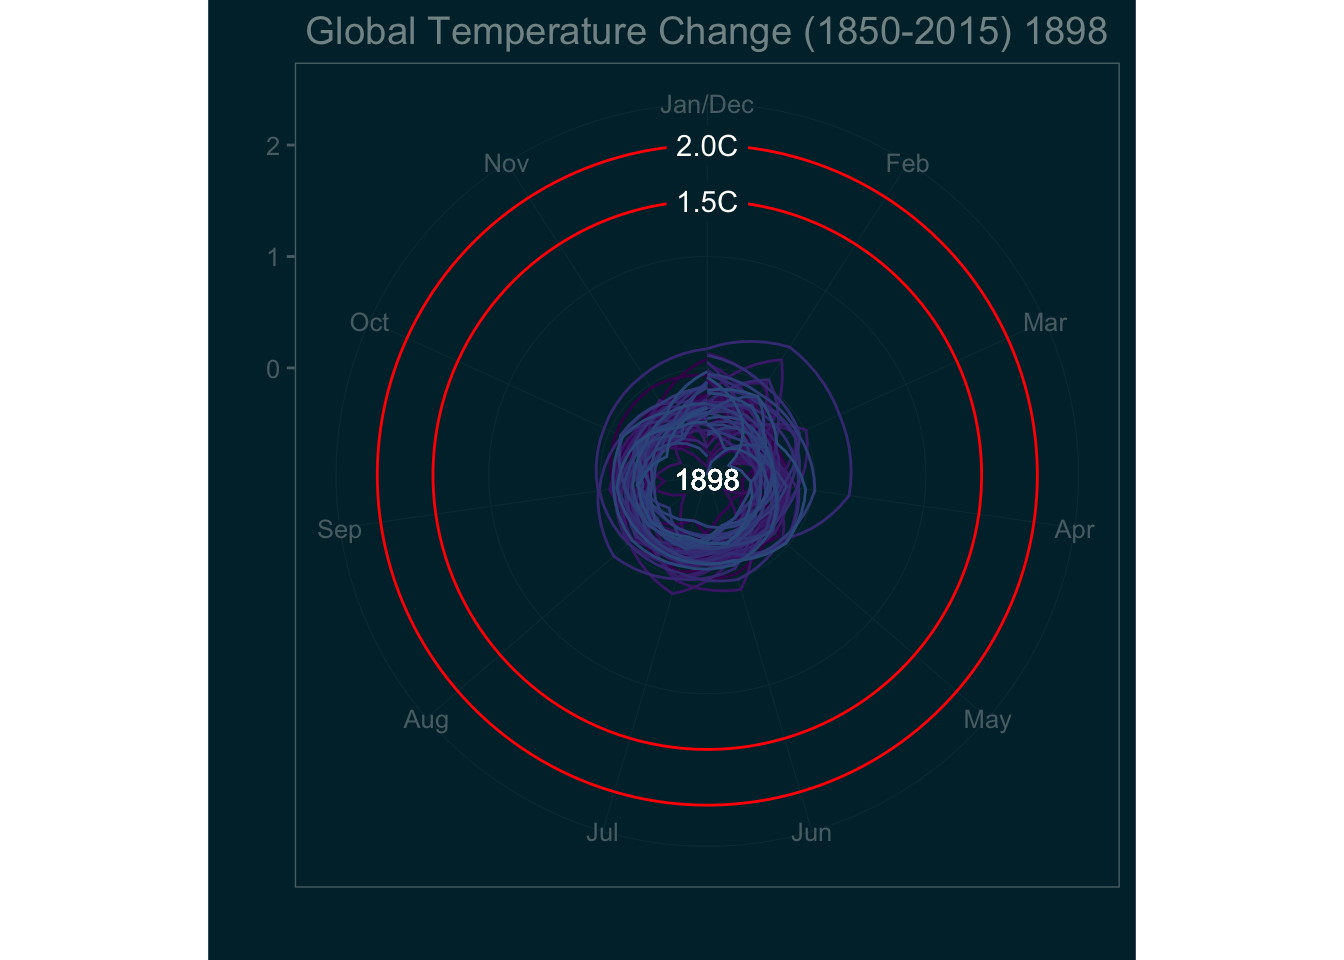 Global Temperature Change (1850-2015) 1898
Jan/Dec
2.0C
2
Nov
Feb
1.5C
1
Oct
Mar
0
1898
Sep
Apr
Aug
May
Jul
Jun